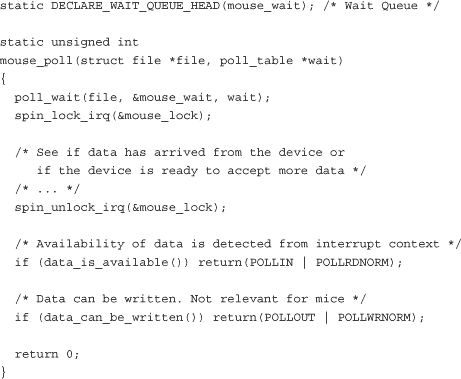 static DECLARE_WAIT_QUEUE_HEAD(mouse_wait); /* Wait Queue */
static unsigned int
mouse_poll(struct file *file, poll_table *wait)
{
  poll_wait(file, &mouse_wait, wait);
  spin_lock_irq(&mouse_lock);
  /* See if data has arrived from the device or
     if the device is ready to accept more data */
  /* ... */
  spin_unlock_irq(&mouse_lock);
  /* Availability of data is detected from interrupt context */
  if (data_is_available()) return(POLLIN | POLLRDNORM);
  /* Data can be written. Not relevant for mice */
  if (data_can_be_written()) return(POLLOUT | POLLWRNORM);
  return 0;
}